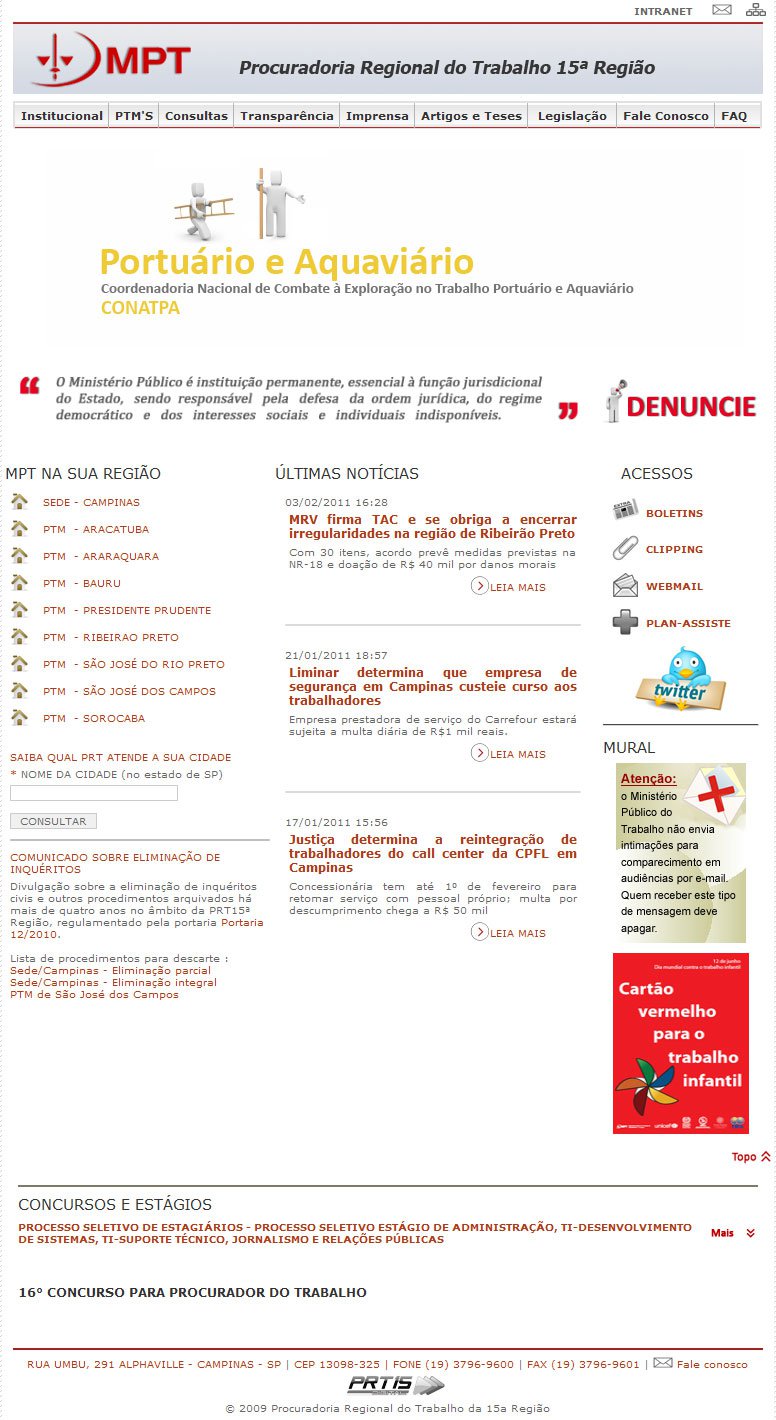 INTRANET
MPT
Procuradoria Regional do Trabalho 15ª Região
Institucional PTM'S Consultas Transparência Imprensa Artigos e Teses Legislação Fale Conosco FAQ
Portuário e Aquaviário
Coordenadoria Nacional de Combate à Exploração no Trabalho Portuário e Aquaviário
CONATPA
“ O Ministério Público é instituição permanente, essencial à função jurisdicional
do Estado, sendo responsável pela defesa da ordem jurídica, do regime
democrático e dos interesses sociais e individuais indisponíveis. ”
DENUNCIE
MPT NA SUA REGIÃO
SEDE - CAMPINAS
PTM - ARACATUBA
PTM - ARARAQUARA
PTM - BAURU
PTM - PRESIDENTE PRUDENTE
PTM - RIBEIRAO PRETO
PTM - SÃO JOSÉ DO RIO PRETO
PTM - SÃO JOSÉ DOS CAMPOS
PTM - SOROCABA
SAIBA QUAL PRT ATENDE A SUA CIDADE
* NOME DA CIDADE (no estado de SP)
CONSULTAR
COMUNICADO SOBRE ELIMINAÇÃO DE
INQUÉRITOS
Divulgação sobre a eliminação de inquéritos
civis e outros procedimentos arquivados há
mais de quatro anos no âmbito da PRT15ª
Região, regulamentado pela portaria Portaria
12/2010.
Lista de procedimentos para descarte :
Sede/Campinas - Eliminação parcial
Sede/Campinas - Eliminação integral
PTM de São José dos Campos
ÚLTIMAS NOTÍCIAS
03/02/2011 16:28
MRV firma TAC e se obriga a encerrar
irregularidades na região de Ribeirão Preto
Com 30 itens, acordo prevê medidas previstas na
NR-18 e doação de R$ 40 mil por danos morais
LEIA MAIS
21/01/2011 18:57
Liminar determina que empresa de
segurança em Campinas custeie curso aos
trabalhadores
Empresa prestadora de serviço do Carrefour estará
sujeita a multa diária de R$1 mil reais.
LEIA MAIS
17/01/2011 15:56
Justiça determina a reintegração de
trabalhadores do call center da CPFL em
Campinas
Concessionária tem até 1º de fevereiro para
retomar serviço com pessoal próprio; multa por
descumprimento chega a R$ 50 mil
LEIA MAIS
ACESSOS
EXTRA
BOLETINS
CLIPPING
WEBMAIL
PLAN-ASSISTE
twitter
MURAL
Atenção:
o Ministério
Público do
Trabalho não envia
intimações para
comparecimento em
audiências por e-mail.
Quem receber este tipo
de mensagem deve
apagar.
12 de junho
Dia mundial contra o trabalho infantil
Cartão
vermelho
para o
trabalho
infantil
unicef
Topo
CONCURSOS E ESTÁGIOS
PROCESSO SELETIVO DE ESTAGIÁRIOS - PROCESSO SELETIVO ESTÁGIO DE ADMINISTRAÇÃO, TI-DESENVOLVIMENTO
DE SISTEMAS, TI-SUPORTE TÉCNICO, JORNALISMO E RELAÇÕES PÚBLICAS
Mais
16° CONCURSO PARA PROCURADOR DO TRABALHO
RUA UMBU, 291 ALPHAVILLE - CAMPINAS - SP | CEP 13098-325 | FONE (19) 3796-9600 | FAX (19) 3796-9601 | Fale conosco
PRT15
© 2009 Procuradoria Regional do Trabalho da 15a Região